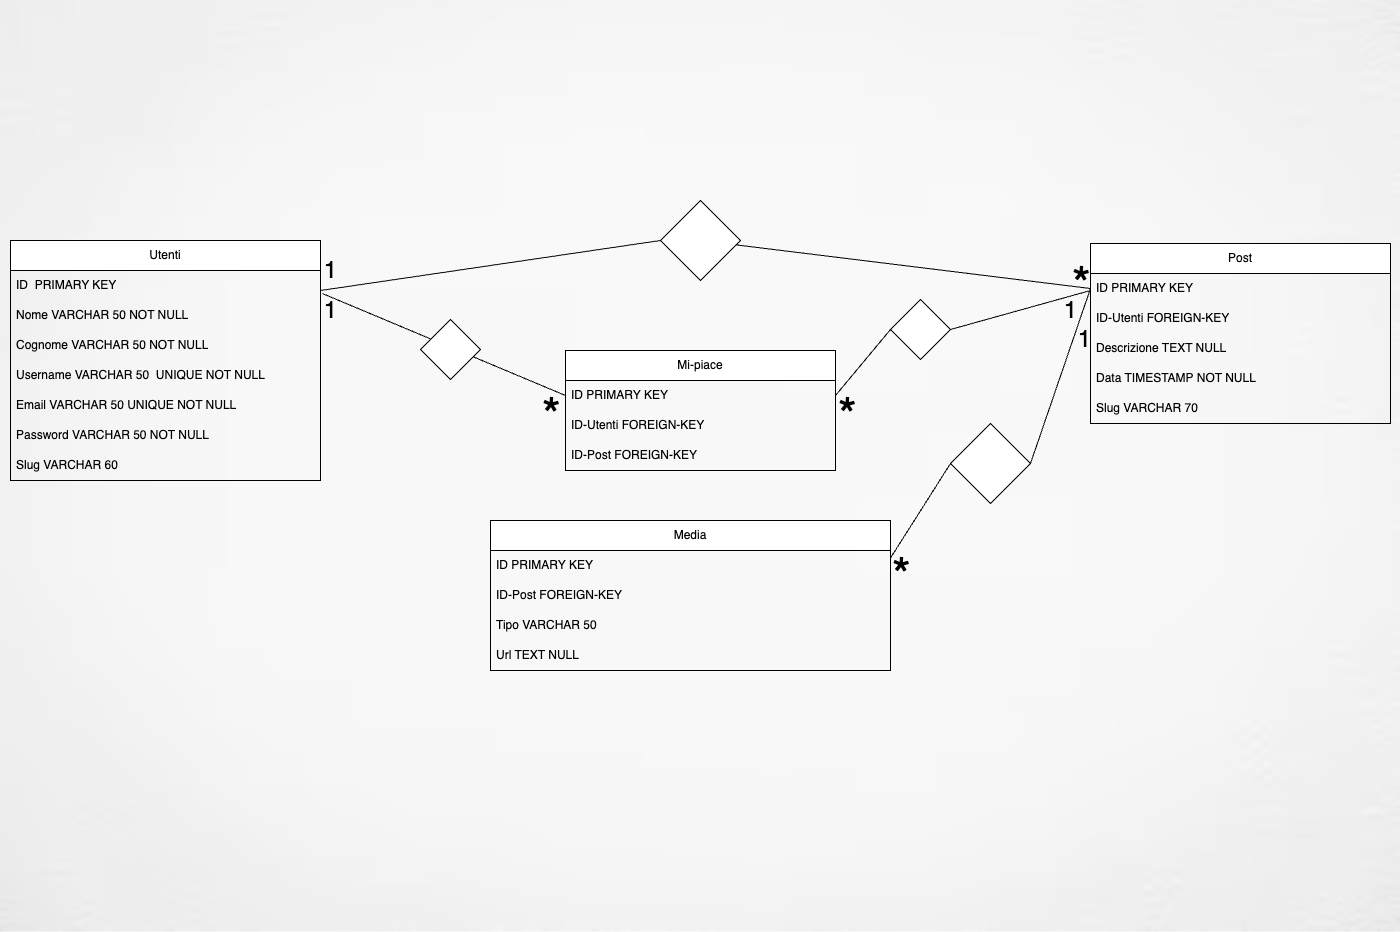 Utenti
ID  PRIMARY KEY
Nome VARCHAR 50 NOT NULL
Cognome VARCHAR 50 NOT NULL
Username VARCHAR 50  UNIQUE NOT NULL
Email VARCHAR 50 UNIQUE NOT NULL
Password VARCHAR 50 NOT NULL
Slug VARCHAR 60
1
1
*
Mi-piace
ID PRIMARY KEY
ID-Utenti FOREIGN-KEY
ID-Post FOREIGN-KEY
*
Media
ID PRIMARY KEY
ID-Post FOREIGN-KEY
Tipo VARCHAR 50
Url TEXT NULL
*
*
1
1
Post
ID PRIMARY KEY
ID-Utenti FOREIGN-KEY
Descrizione TEXT NULL
Data TIMESTAMP NOT NULL
Slug VARCHAR 70